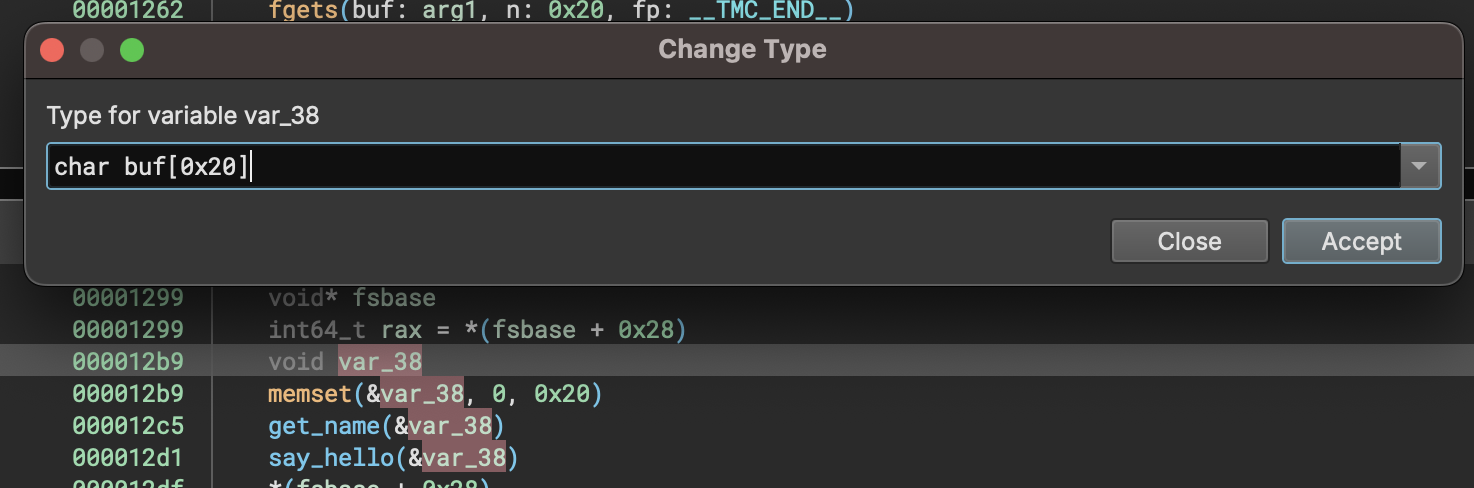 00001262 fgets(buf: arg1, n: 0x20, fp: __TMC_END__)
Change Type
Type for variable var_38
char buf[0x20]
Close Accept
00001299 void* fsbase
00001299 int64_t rax = *(fsbase + 0x28)
000012b9 void var_38
000012b9 memset(&var_38, 0, 0x20)
000012c5 get_name(&var_38)
000012d1 say_hello(&var_38)
000012df *(fsbase + 0x28)